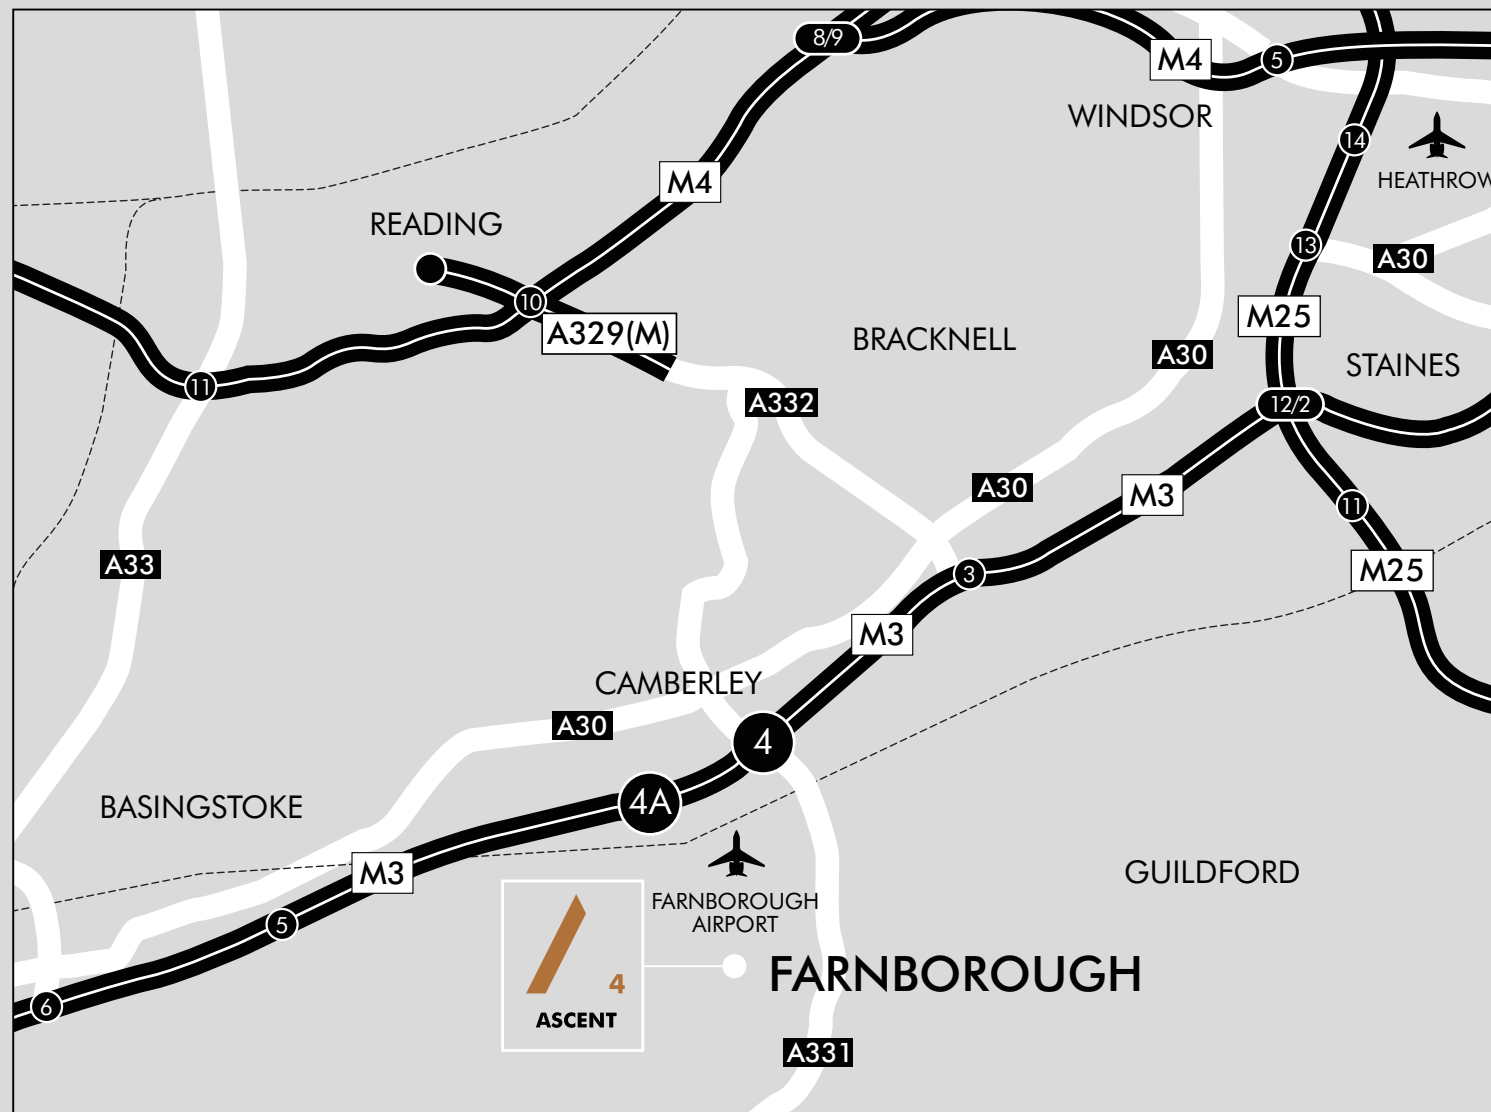 8/9
M4
5
WINDSOR
14
HEATHROW
M4
READING
13
A30
10
A329(M)
M25
BRACKNELL
A30
STAINES
11
A332
12/2
A30
M3
11
A33
3
M25
M3
CAMBERLEY
A30
4
4A
BASINGSTOKE
M3
GUILDFORD
FARNBOROUGH
AIRPORT
5
4
ASCENT
FARNBOROUGH
6
A331